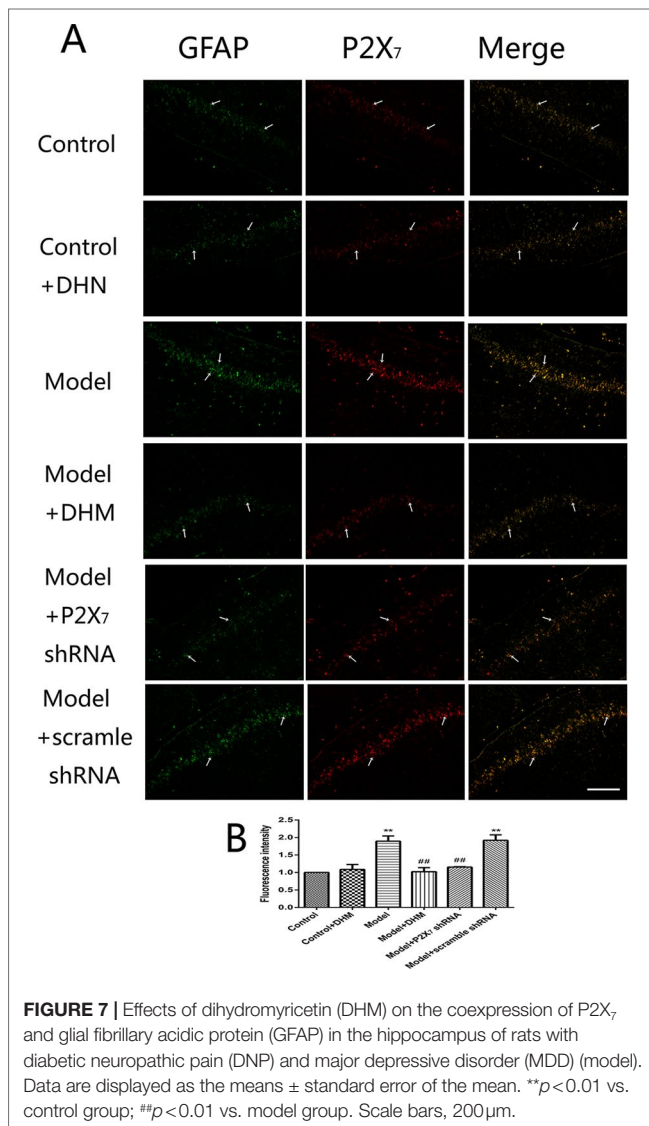 A
GFAP P2X₇ Merge
Control
Control
+DHN
Model
Model
+DHM
Model
+P2X₇
shRNA
Model
+scramle
shRNA
B
Fluorescence intensity
2.5
2.0
1.5
1.0
0.5
0.0
**
##
##
**
Control
Control+DHM
Model
Model+DHM
Model+P2X₇ shRNA
Model+scramble shRNA
FIGURE 7 | Effects of dihydromyricetin (DHM) on the coexpression of P2X₇
and glial fibrillary acidic protein (GFAP) in the hippocampus of rats with
diabetic neuropathic pain (DNP) and major depressive disorder (MDD) (model).
Data are displayed as the means ± standard error of the mean. **p<0.01 vs.
control group; ##p<0.01 vs. model group. Scale bars, 200μm.